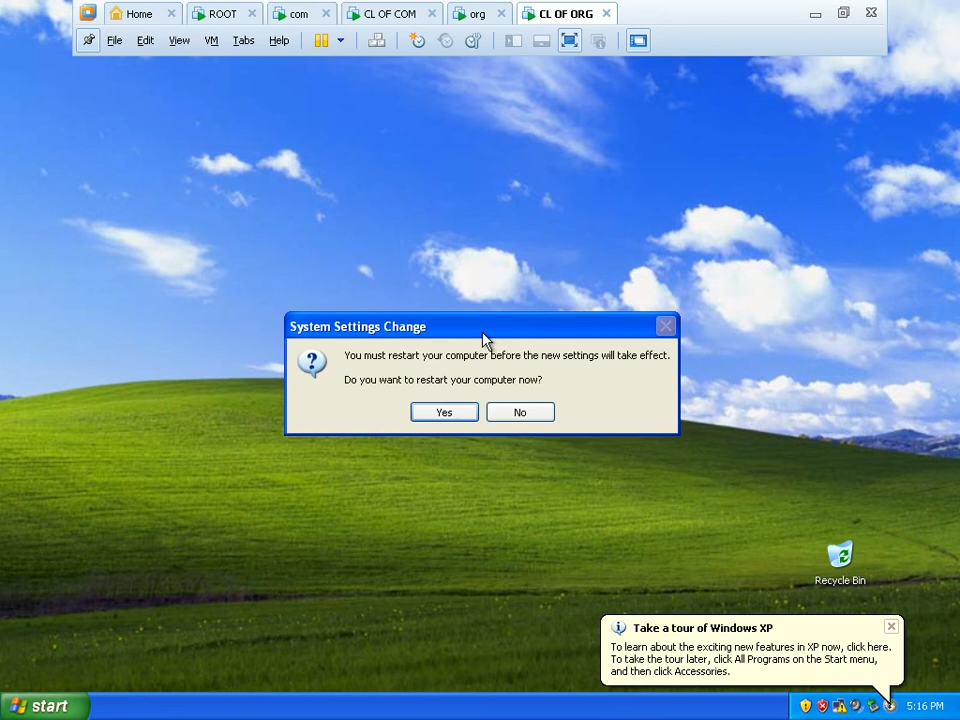 Home ROOT com CL OF COM org CL OF ORG
File Edit View VM Tabs Help
System Settings Change
You must restart your computer before the new settings will take effect.
Do you want to restart your computer now?
Yes No
Recycle Bin
Take a tour of Windows XP
To learn about the exciting new features in XP now, click here.
To take the tour later, click All Programs on the Start menu,
and then click Accessories.
start 5:16 PM